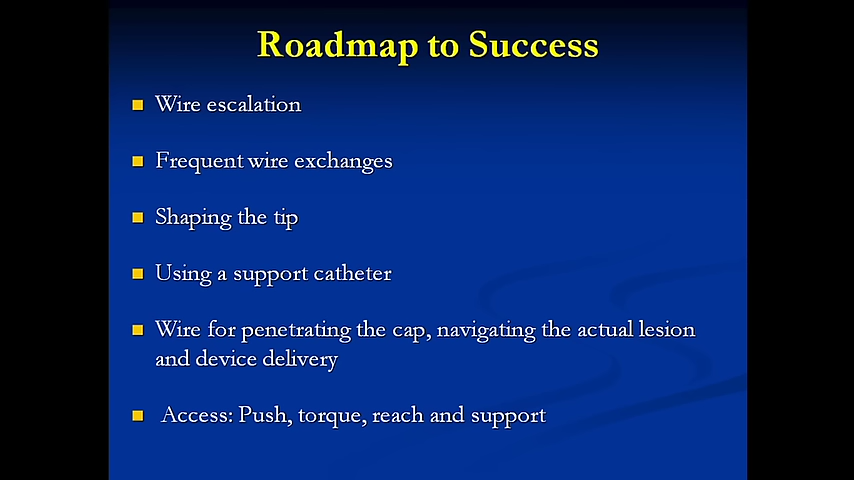 Roadmap to Success
Wire escalation
Frequent wire exchanges
Shaping the tip
Using a support catheter
Wire for penetrating the cap, navigating the actual lesion
and device delivery
Access: Push, torque, reach and support